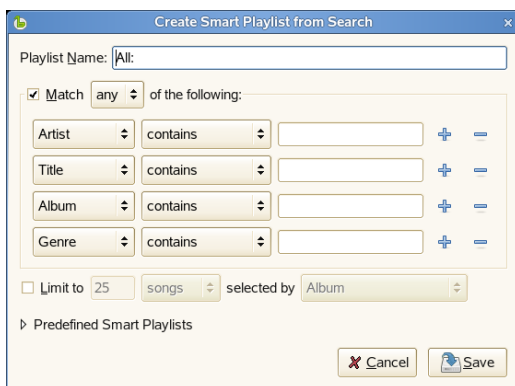 Create Smart Playlist from Search
Playlist Name: All:
Match any of the following:
Artist contains
Title contains
Album contains
Genre contains
Limit to 25 songs selected by Album
Predefined Smart Playlists
Cancel Save